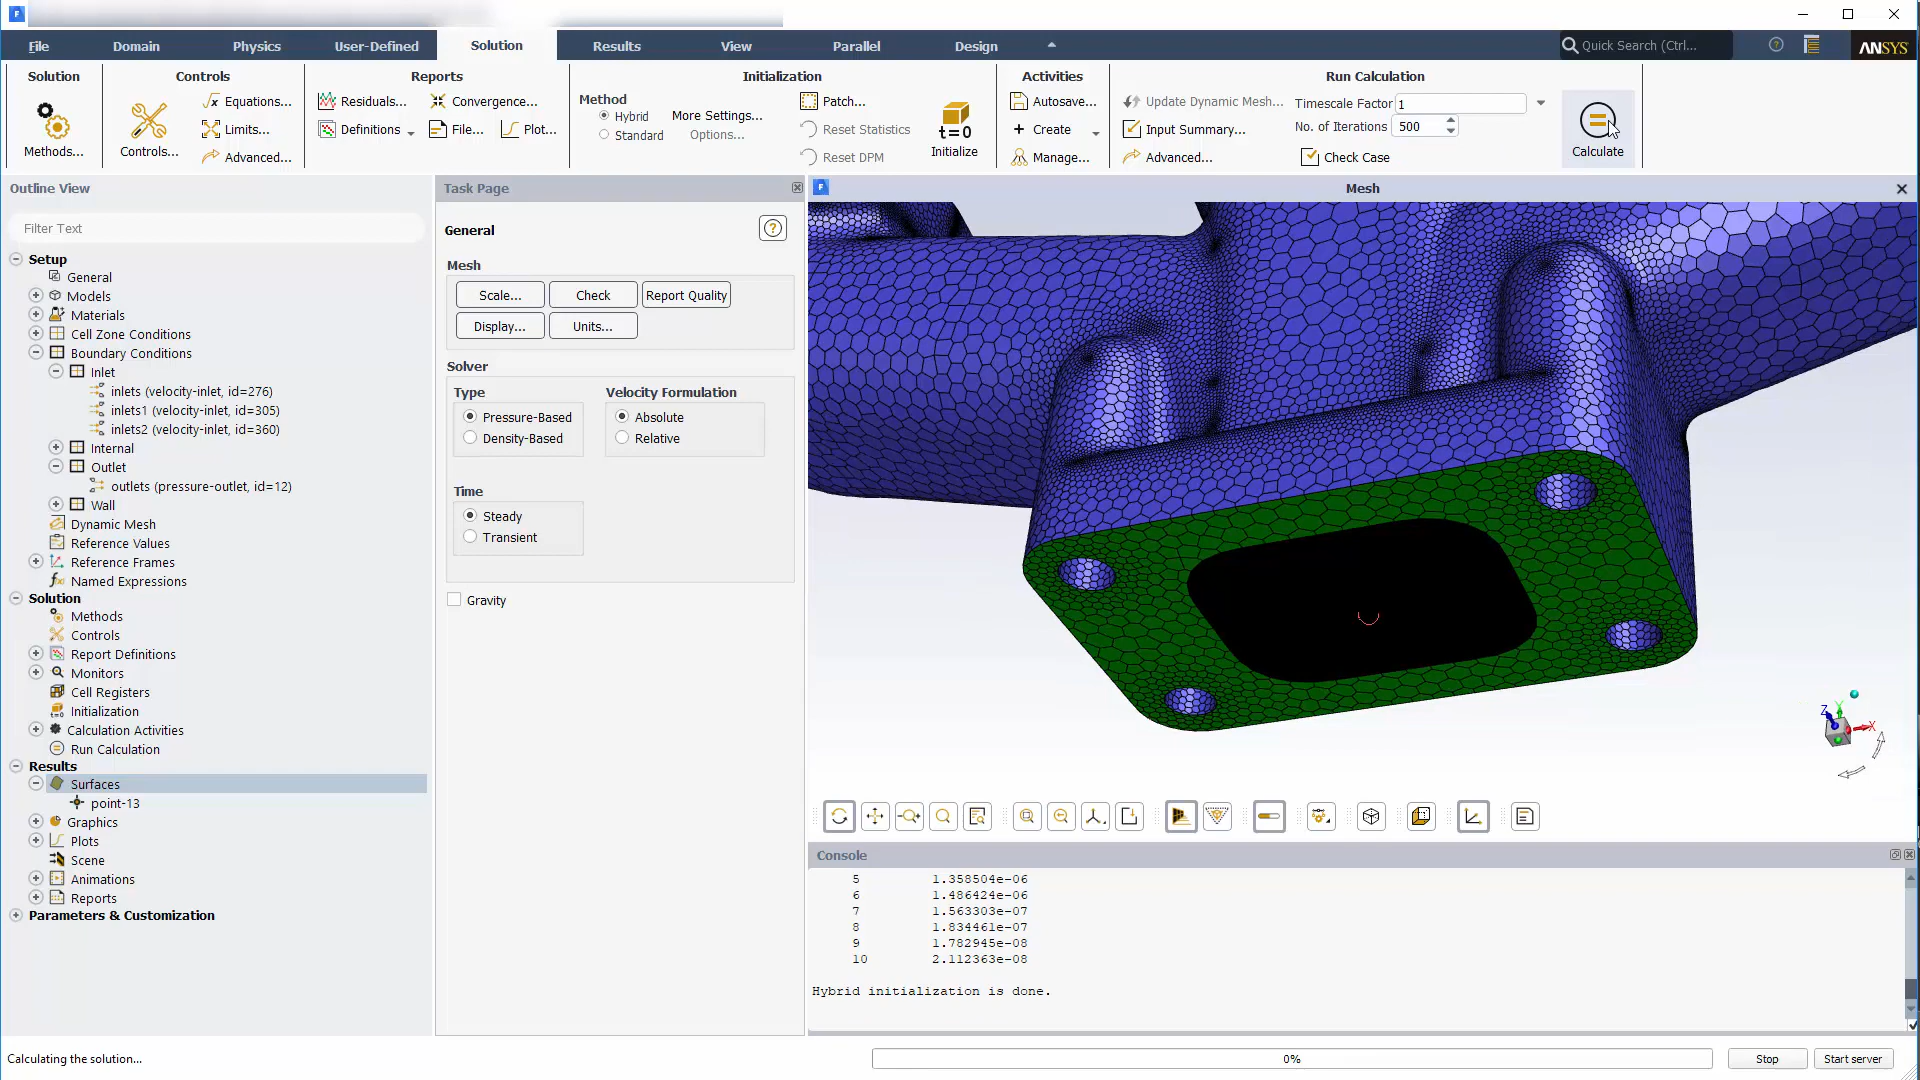 File Domain Physics User-Defined Solution Results View Parallel Design Quick Search (Ctrl... ANSYS
Solution
Methods...
Controls
Controls...
Equations...
Limits...
Advanced...
Reports
Residuals... Convergence...
Definitions File... Plot...
Initialization
Method
Hybrid
Standard
More Settings...
Options...
Patch...
Reset Statistics
Reset DPM
t=0
Initialize
Activities
Autosave...
Create
Manage...
Run Calculation
Update Dynamic Mesh... Timescale Factor 1
Input Summary... No. of Iterations 500
Advanced... Check Case
Calculate
Outline View
Filter Text
Setup
General
Models
Materials
Cell Zone Conditions
Boundary Conditions
Inlet
inlets (velocity-inlet, id=276)
inlets1 (velocity-inlet, id=305)
inlets2 (velocity-inlet, id=360)
Internal
Outlet
outlets (pressure-outlet, id=12)
Wall
Dynamic Mesh
Reference Values
Reference Frames
Named Expressions
Solution
Methods
Controls
Report Definitions
Monitors
Cell Registers
Initialization
Calculation Activities
Run Calculation
Results
Surfaces
point-13
Graphics
Plots
Scene
Animations
Reports
Parameters & Customization
Task Page
General
Mesh
Scale... Check Report Quality
Display... Units...
Solver
Type Velocity Formulation
Pressure-Based Absolute
Density-Based Relative
Time
Steady
Transient
Gravity
Mesh
Z Y X
Console
5 1.358504e-06
6 1.486424e-06
7 1.563303e-07
8 1.834461e-07
9 1.782945e-08
10 2.112363e-08
Hybrid initialization is done.
Calculating the solution... 0% Stop Start server